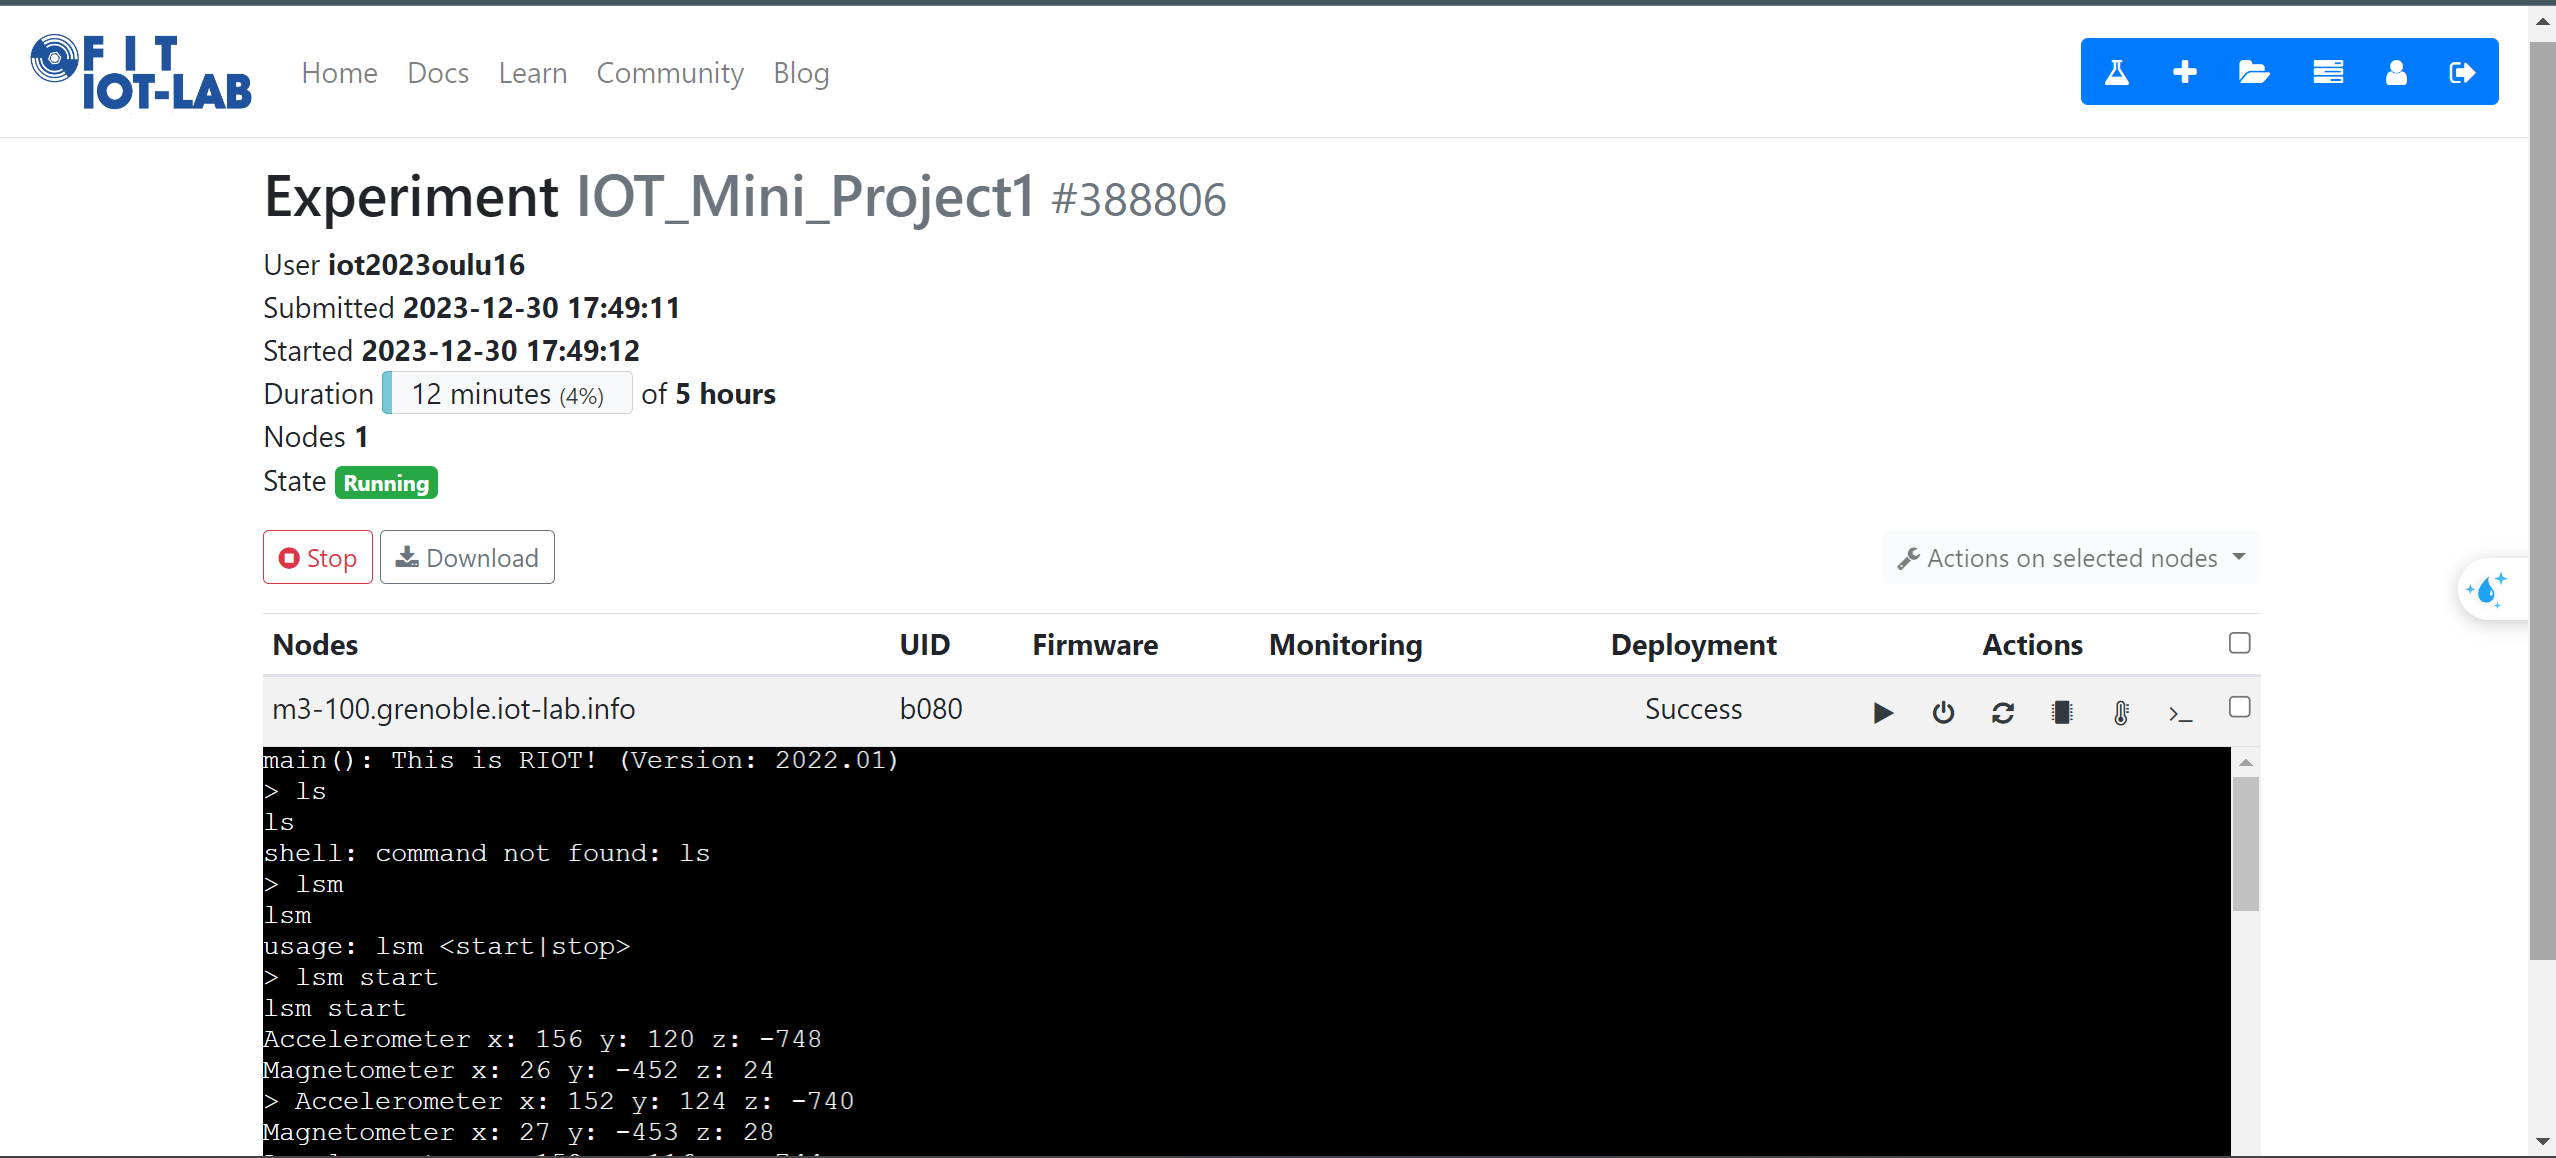 FIT
IOT-LAB
Home Docs Learn Community Blog
Experiment IOT_Mini_Project1 #388806
User iot2023oulu16
Submitted 2023-12-30 17:49:11
Started 2023-12-30 17:49:12
Duration 12 minutes (4%) of 5 hours
Nodes 1
State Running
Stop Download Actions on selected nodes
Nodes UID Firmware Monitoring Deployment Actions
m3-100.grenoble.iot-lab.info b080 Success
main(): This is RIOT! (Version: 2022.01)
> ls
ls
shell: command not found: ls
> lsm
lsm
usage: lsm <start|stop>
> lsm start
lsm start
Accelerometer x: 156 y: 120 z: -748
Magnetometer x: 26 y: -452 z: 24
> Accelerometer x: 152 y: 124 z: -740
Magnetometer x: 27 y: -453 z: 28